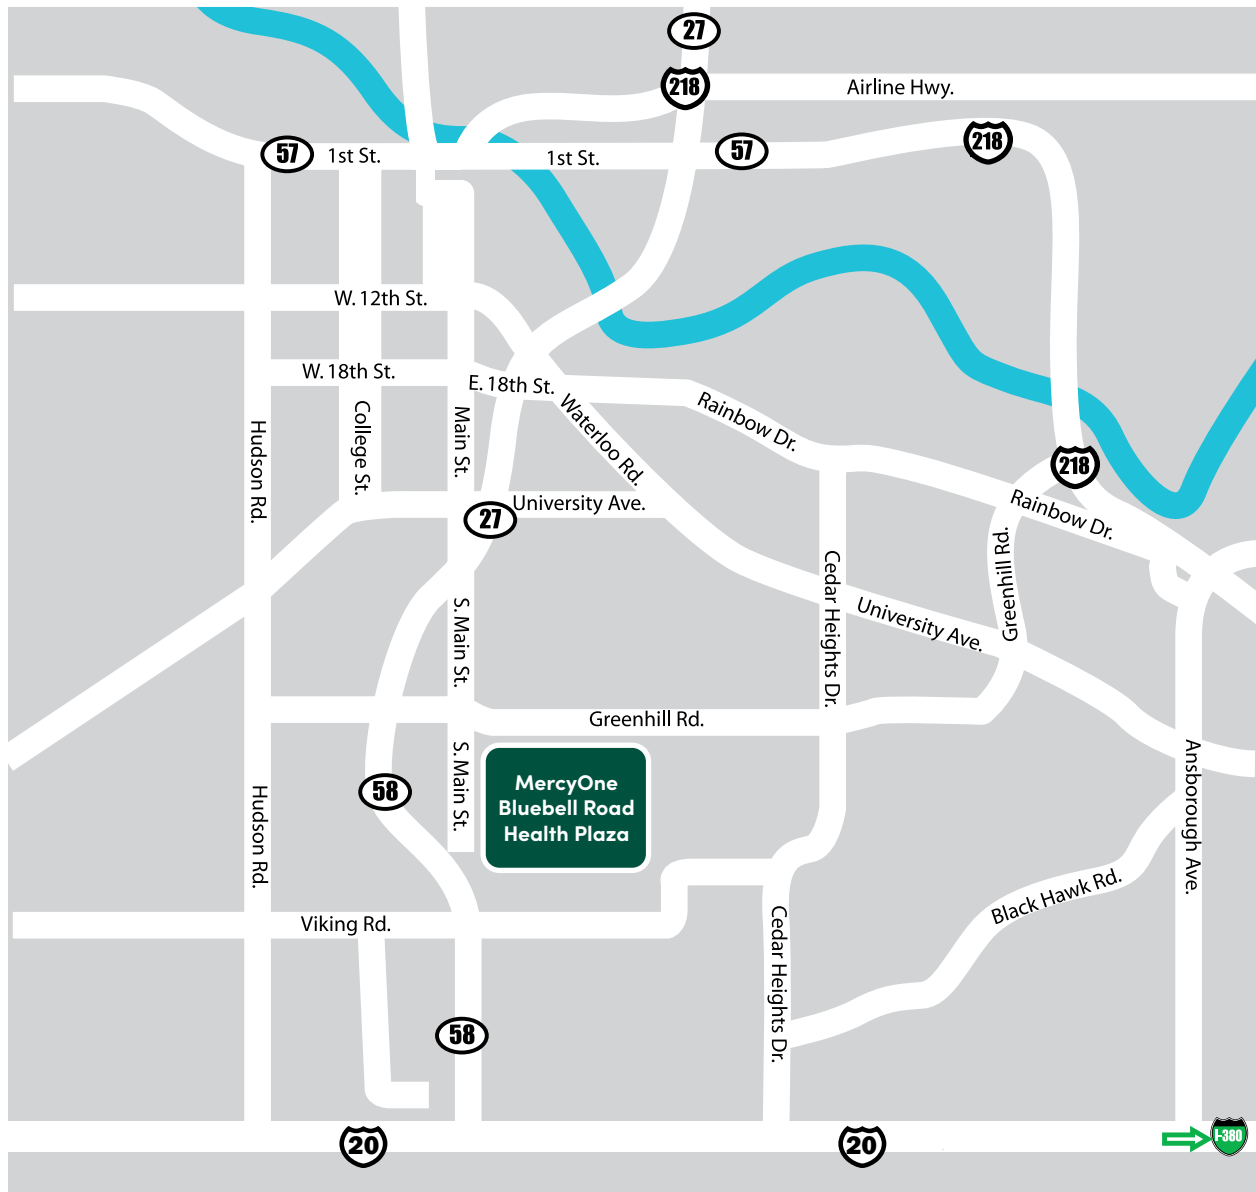 27
218
Airline Hwy.
57
1st St.
1st St.
57
218
W. 12th St.
W. 18th St.
E. 18th St.
Rainbow Dr.
Waterloo Rd.
College St.
Main St.
Hudson Rd.
218
Rainbow Dr.
27
University Ave.
Greenhill Rd.
Cedar Heights Dr.
University Ave.
S. Main St.
Greenhill Rd.
S. Main St.
MercyOne
Bluebell Road
Health Plaza
58
Hudson Rd.
Ansborough Ave.
Black Hawk Rd.
Viking Rd.
Cedar Heights Dr.
58
20
20
I-380